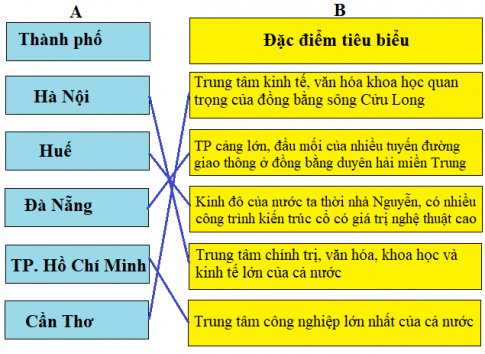 A
B
Thành phố
Đặc điểm tiêu biểu
Hà Nội
Trung tâm kinh tế, văn hóa khoa học quan
trọng của đồng bằng sông Cửu Long
Huế
TP cảng lớn, đầu mối của nhiều tuyến đường
giao thông ở đồng bằng duyên hải miền Trung
Đà Nẵng
Kinh đô của nước ta thời nhà Nguyễn, có nhiều
công trình kiến trúc cổ có giá trị nghệ thuật cao
TP. Hồ Chí Minh
Trung tâm chính trị, văn hóa, khoa học và
kinh tế lớn của cả nước
Cần Thơ
Trung tâm công nghiệp lớn nhất của cả nước